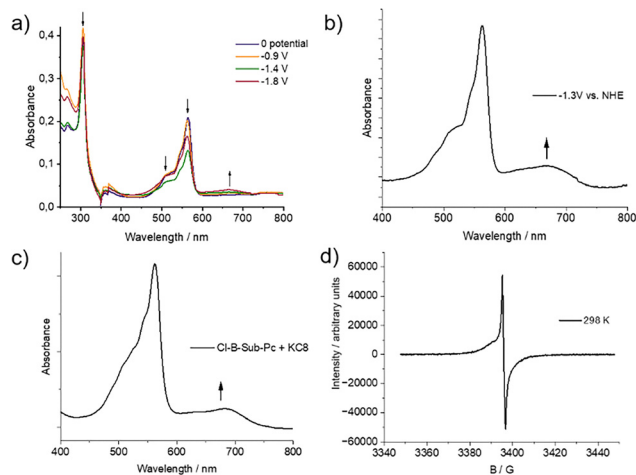 a)
0 potential
-0.9 V
-1.4 V
-1.8 V
Absorbance
0,4
0,3
0,2
0,1
0,0
300 400 500 600 700 800
Wavelength / nm
b)
-1.3V vs. NHE
Absorbance
400 500 600 700 800
Wavelength / nm
c)
Cl-B-Sub-Pc + KC8
Absorbance
400 500 600 700 800
Wavelength / nm
d)
298 K
Intensity / arbitrary units
60000
40000
20000
0
−20000
−40000
−60000
3340 3360 3380 3400 3420 3440
B / G